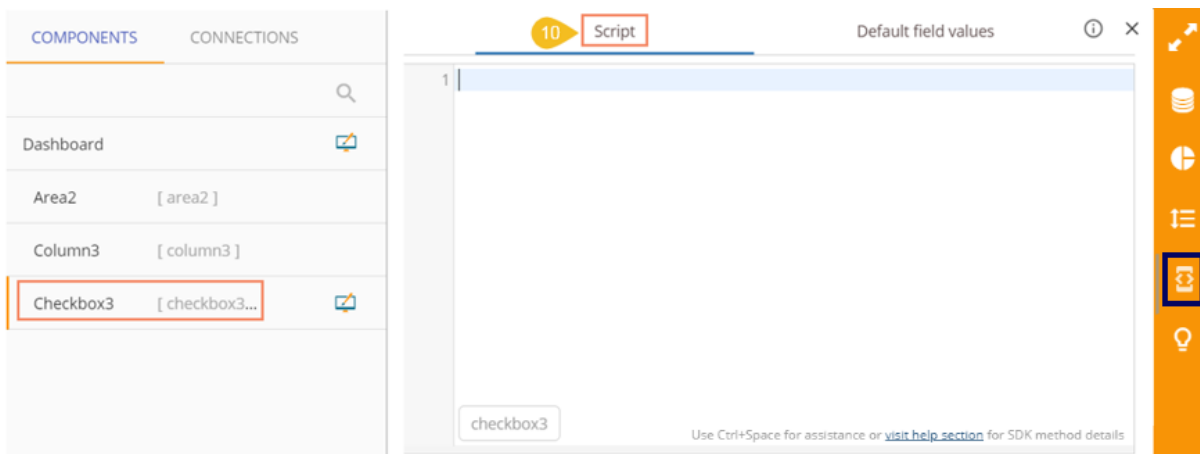 COMPONENTS CONNECTIONS
10 Script Default field values
Dashboard
Area2 [ area2 ]
Column3 [ column3 ]
Checkbox3 [ checkbox3...
1
checkbox3
Use Ctrl+Space for assistance or visit help section for SDK method details